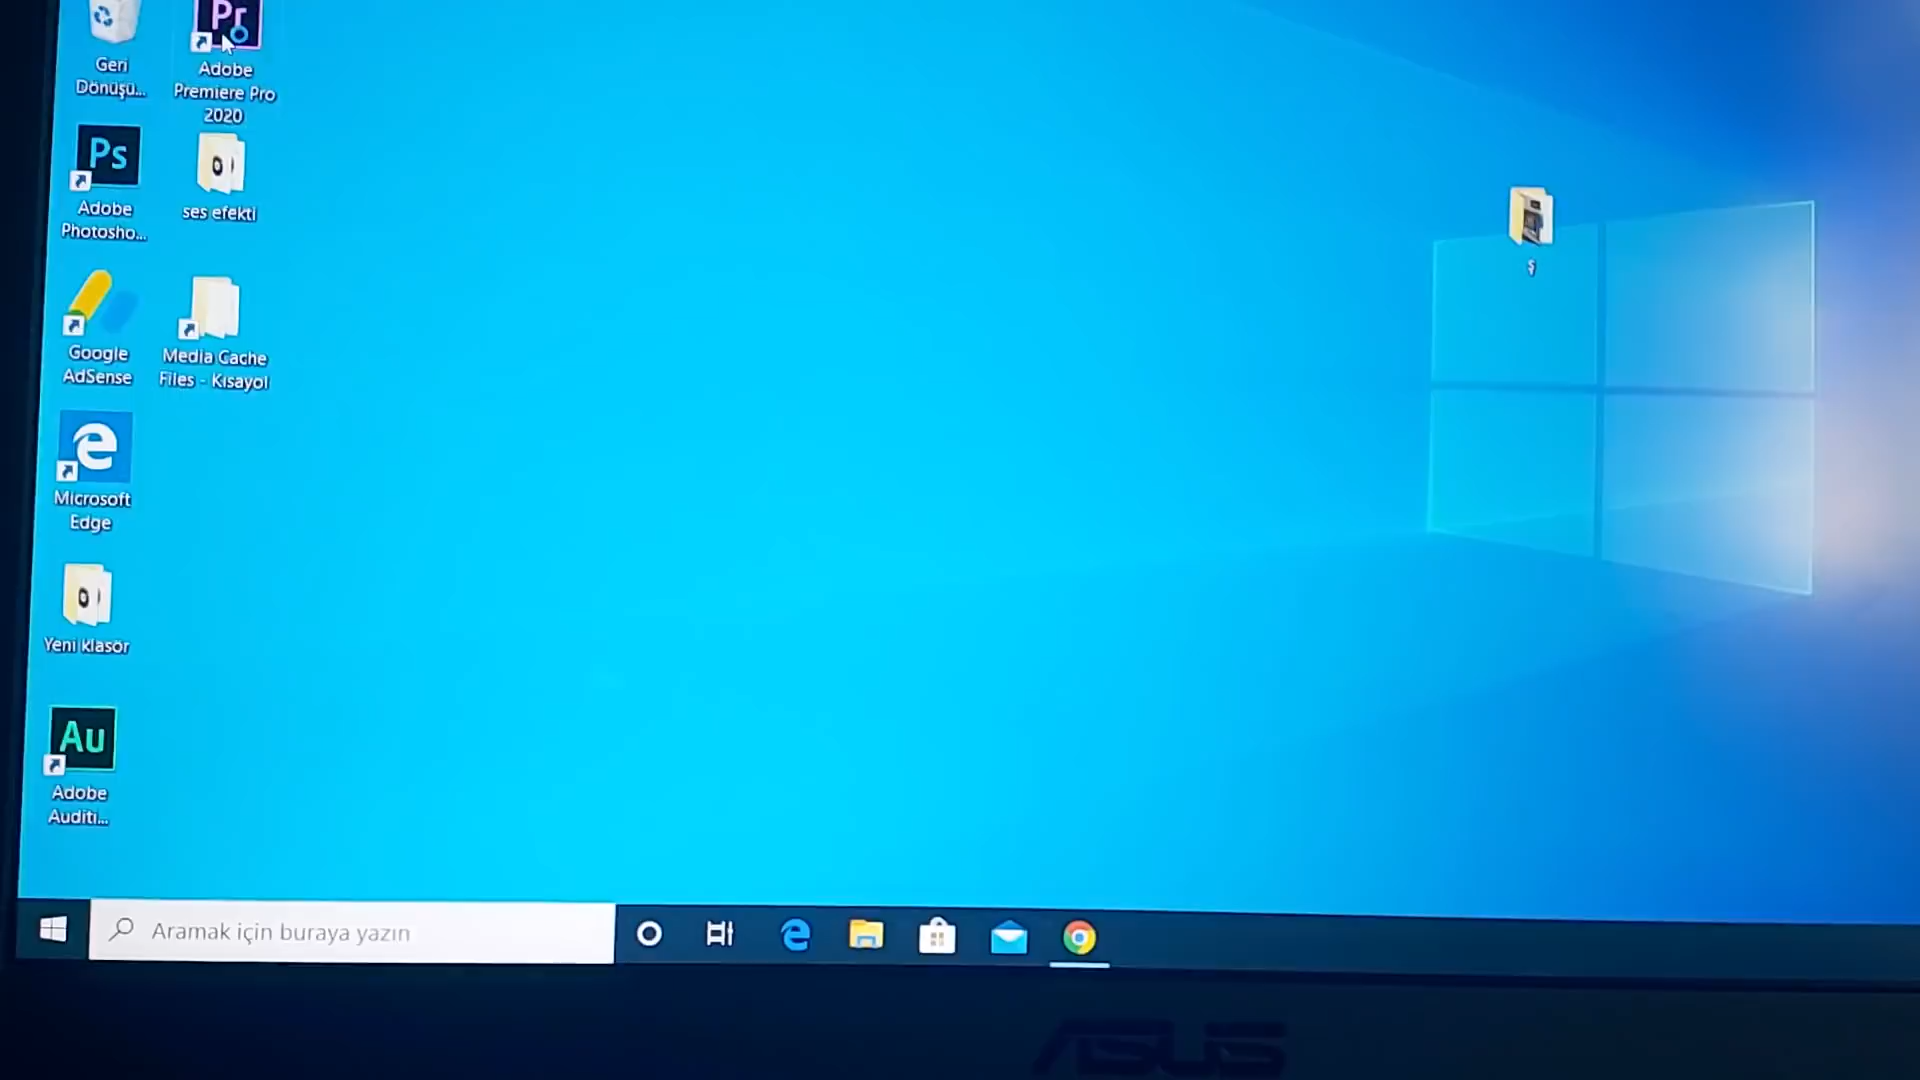 Geri
Dönüşü...
Pr
Adobe
Premiere Pro
2020
Ps
Adobe
Photosho...
ses efekti
Google
AdSense
Media Cache
Files - Kısayol
Microsoft
Edge
Yeni klasör
Au
Adobe
Auditi...
ş
Aramak için buraya yazın
ASUS